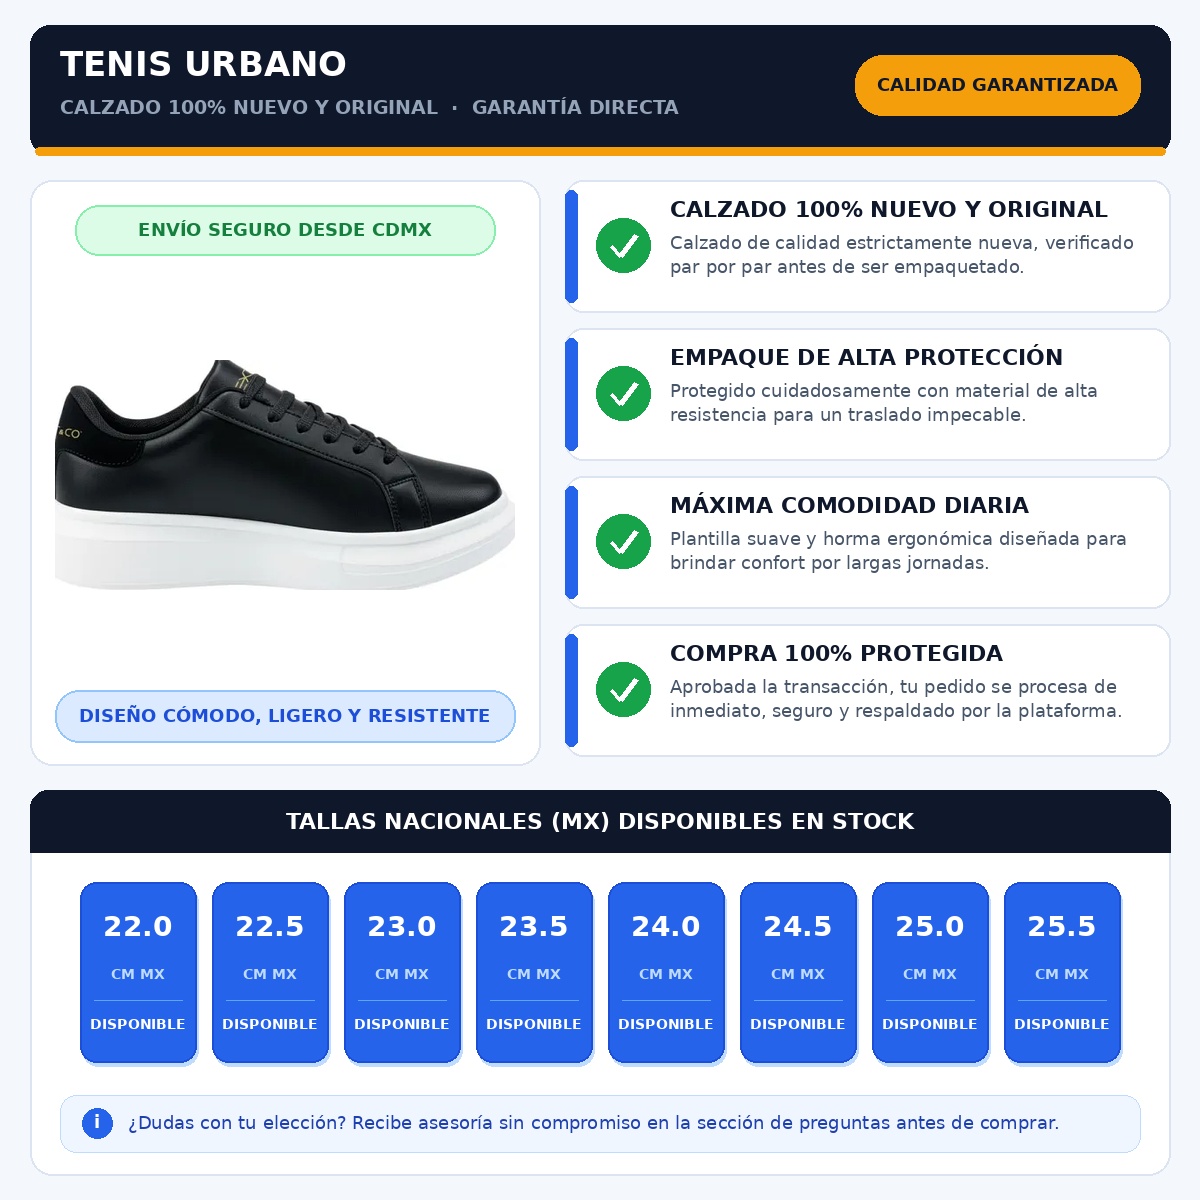 TENIS URBANO
CALZADO 100% NUEVO Y ORIGINAL · GARANTÍA DIRECTA
CALIDAD GARANTIZADA
ENVÍO SEGURO DESDE CDMX
&CO
DISEÑO CÓMODO, LIGERO Y RESISTENTE
CALZADO 100% NUEVO Y ORIGINAL
Calzado de calidad estrictamente nueva, verificado
par por par antes de ser empaquetado.
EMPAQUE DE ALTA PROTECCIÓN
Protegido cuidadosamente con material de alta
resistencia para un traslado impecable.
MÁXIMA COMODIDAD DIARIA
Plantilla suave y horma ergonómica diseñada para
brindar confort por largas jornadas.
COMPRA 100% PROTEGIDA
Aprobada la transacción, tu pedido se procesa de
inmediato, seguro y respaldado por la plataforma.
TALLAS NACIONALES (MX) DISPONIBLES EN STOCK
22.0 22.5 23.0 23.5 24.0 24.5 25.0 25.5
CM MX CM MX CM MX CM MX CM MX CM MX CM MX CM MX
DISPONIBLE DISPONIBLE DISPONIBLE DISPONIBLE DISPONIBLE DISPONIBLE DISPONIBLE DISPONIBLE
i ¿Dudas con tu elección? Recibe asesoría sin compromiso en la sección de preguntas antes de comprar.